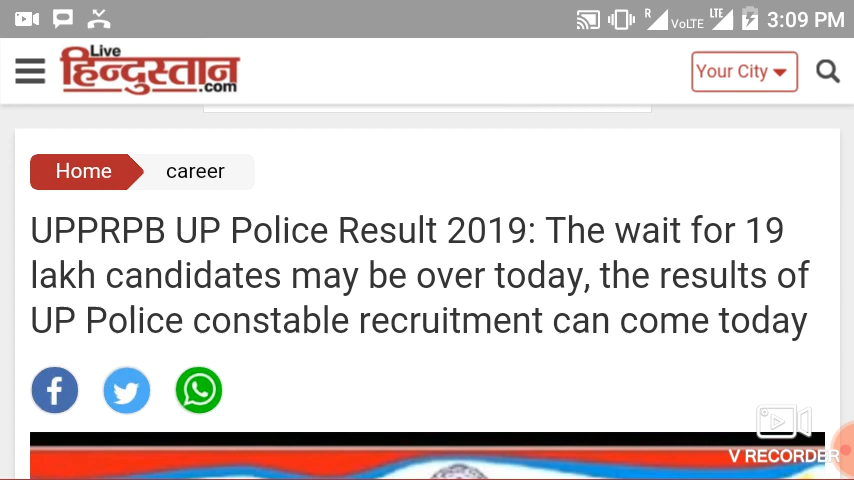 R VoLTE LTE 3:09 PM
Live
हिन्दुस्तान
.com
Your City
Home career
UPPRPB UP Police Result 2019: The wait for 19
lakh candidates may be over today, the results of
UP Police constable recruitment can come today
V RECORDER